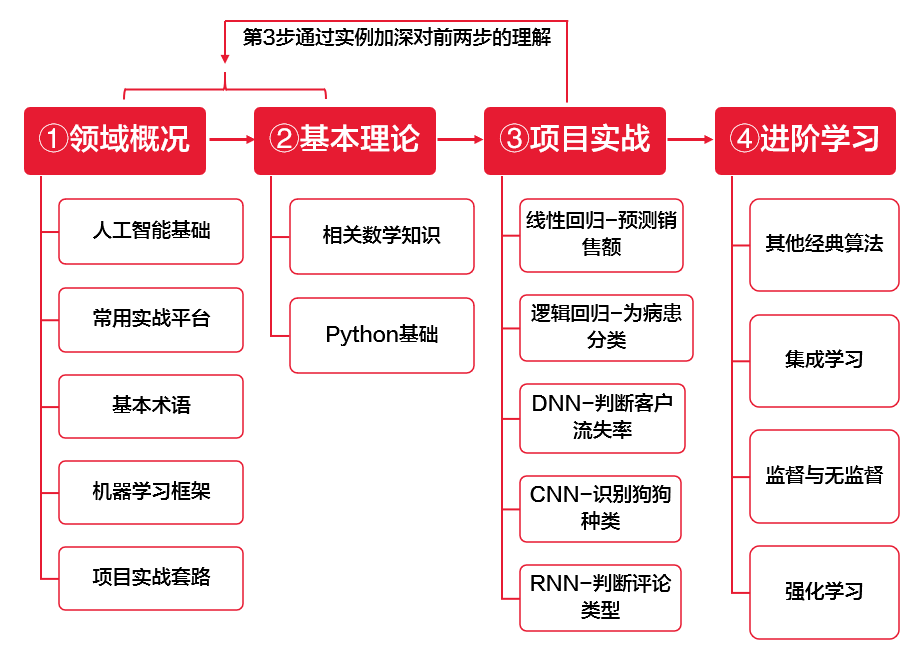 第3步通过实例加深对前两步的理解
①领域概况
人工智能基础
常用实战平台
基本术语
机器学习框架
项目实战套路
②基本理论
相关数学知识
Python基础
③项目实战
线性回归-预测销
售额
逻辑回归-为病患
分类
DNN-判断客户
流失率
CNN-识别狗狗
种类
RNN-判断评论
类型
④进阶学习
其他经典算法
集成学习
监督与无监督
强化学习